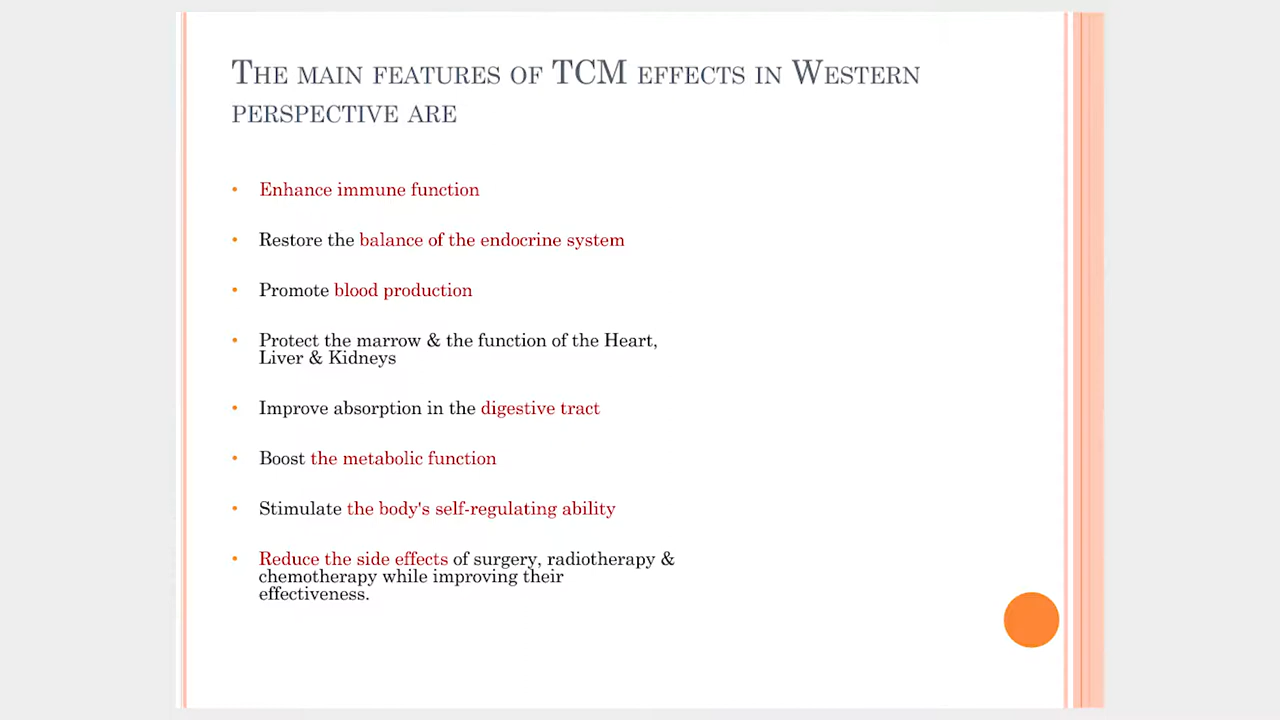 The main features of TCM effects in Western
perspective are
• Enhance immune function
• Restore the balance of the endocrine system
• Promote blood production
• Protect the marrow & the function of the Heart,
Liver & Kidneys
• Improve absorption in the digestive tract
• Boost the metabolic function
• Stimulate the body's self-regulating ability
• Reduce the side effects of surgery, radiotherapy &
chemotherapy while improving their
effectiveness.